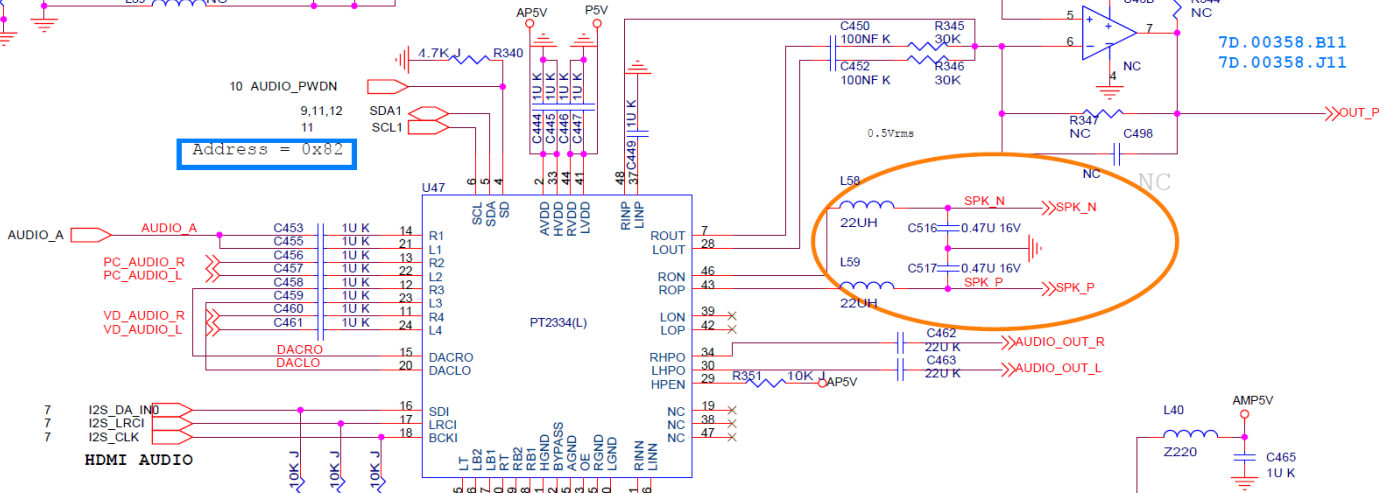 L39
NC
AP5V
P5V
4.7K J
R340
10 AUDIO_PWDN
9,11,12
11
SDA1
SCL1
Address = 0x82
C444
C445
C446
C447
1U K
1U K
1U K
1U K
C449
1U K
C450
100NF K
C452
100NF K
R345
30K
R346
30K
5
6
7
4
NC
R344
NC
7D.00358.B11
7D.00358.J11
R347
NC
C498
NC
NC
OUT_P
0.5Vrms
6
5
4
2
33
44
41
48
37
U47
SCL
SDA
SD
AVDD
HVDD
RVDD
LVDD
RINP
LINP
AUDIO_A
AUDIO_A
PC_AUDIO_R
PC_AUDIO_L
VD_AUDIO_R
VD_AUDIO_L
C453 1U K 14 R1
C455 1U K 21 L1
C456 1U K 13 R2
C457 1U K 22 L2
C458 1U K 12 R3
C459 1U K 23 L3
C460 1U K 11 R4
C461 1U K 24 L4
DACRO 15 DACRO
DACLO 20 DACLO
7 I2S_DA_IN0 16 SDI
7 I2S_LRCI 17 LRCI
7 I2S_CLK 18 BCKI
HDMI AUDIO
10K J
10K J
10K J
PT2334(L)
ROUT 7
LOUT 28
RON 46
ROP 43
LON 39
LOP 42
RHPO 34
LHPO 30
HPEN 29
NC 19
NC 38
NC 47
LT
LB2
LB1
RT
RB2
RB1
HGND
BYPASS
AGND
OE
RGND
LGND
RINN
LINN
L58
22UH
SPK_N
SPK_N
C516
0.47U 16V
C517
0.47U 16V
L59
22UH
SPK_P
SPK_P
C462
22U K
AUDIO_OUT_R
C463
22U K
AUDIO_OUT_L
R351
10K J
AP5V
L40
Z220
AMP5V
C465
1U K